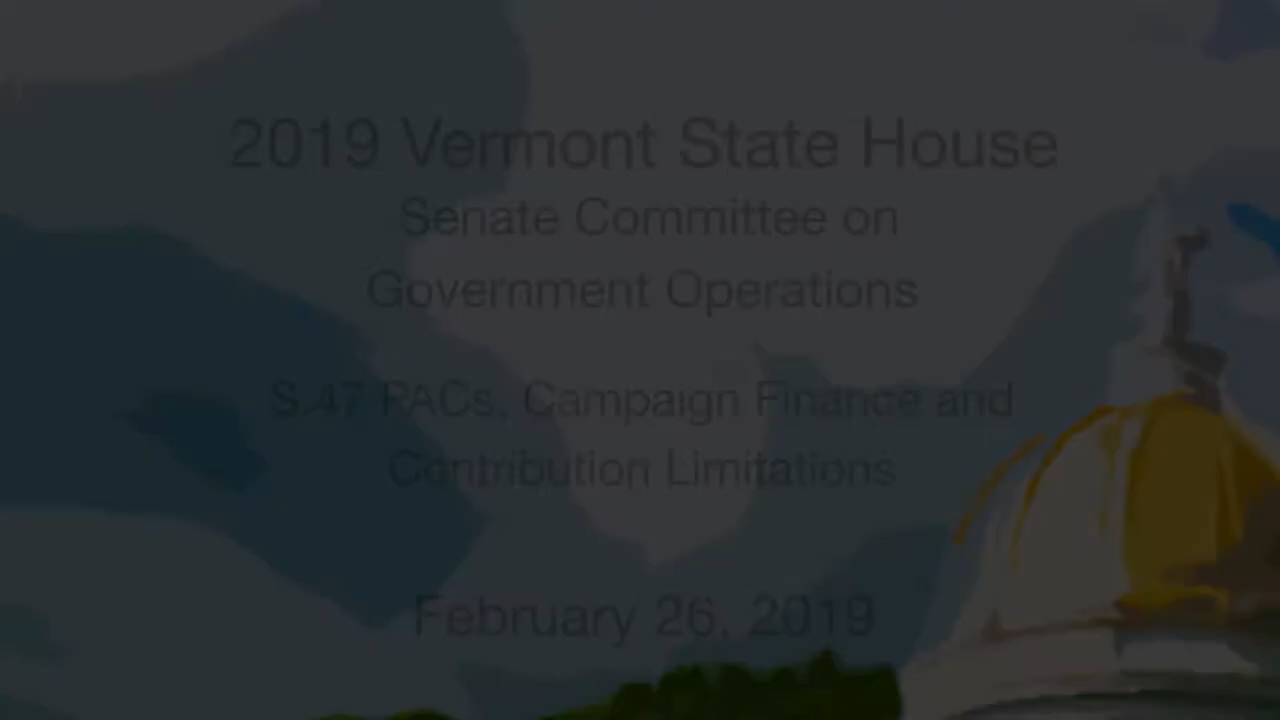 2019 Vermont State House
Senate Committee on
Government Operations
S.47 PACs, Campaign Finance and
Contribution Limitations
February 26, 2019